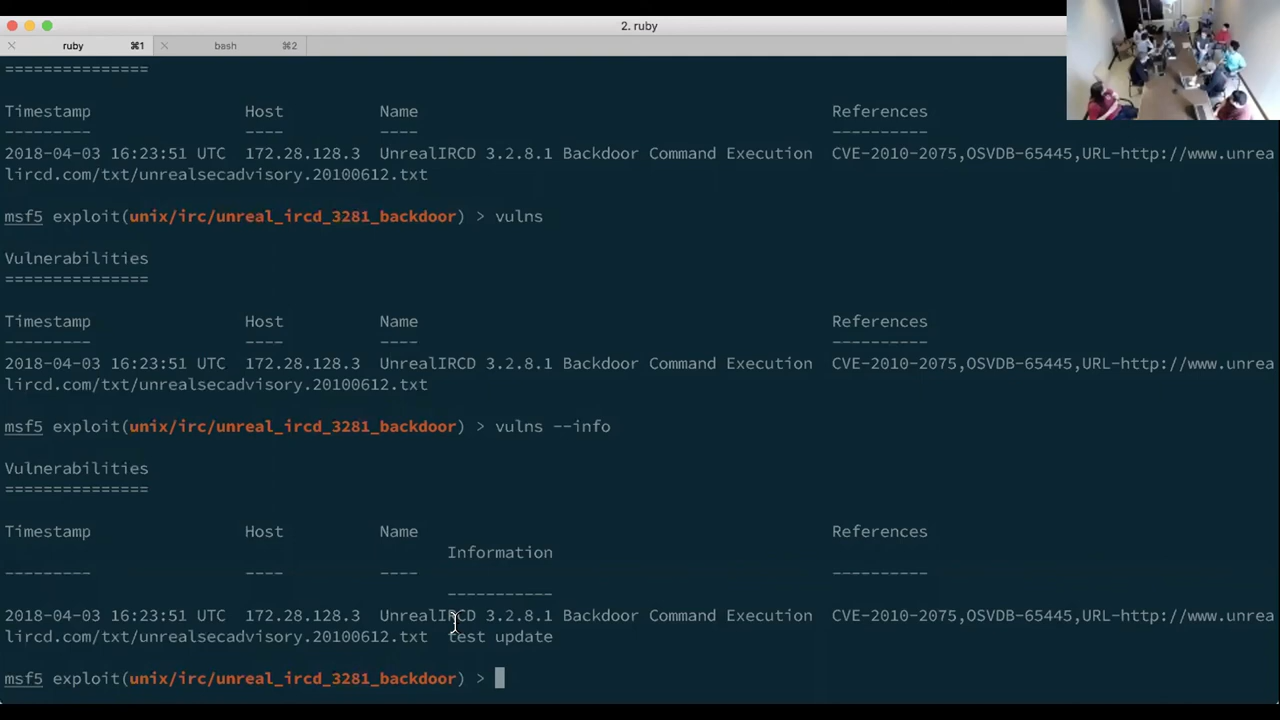 2. ruby
ruby ⌘1 bash ⌘2
===============
Timestamp Host Name References
--------- ---- ---- ----------
2018-04-03 16:23:51 UTC 172.28.128.3 UnrealIRCD 3.2.8.1 Backdoor Command Execution CVE-2010-2075,OSVDB-65445,URL-http://www.unrea
lircd.com/txt/unrealsecadvisory.20100612.txt
msf5 exploit(unix/irc/unreal_ircd_3281_backdoor) > vulns
Vulnerabilities
===============
Timestamp Host Name References
--------- ---- ---- ----------
2018-04-03 16:23:51 UTC 172.28.128.3 UnrealIRCD 3.2.8.1 Backdoor Command Execution CVE-2010-2075,OSVDB-65445,URL-http://www.unrea
lircd.com/txt/unrealsecadvisory.20100612.txt
msf5 exploit(unix/irc/unreal_ircd_3281_backdoor) > vulns --info
Vulnerabilities
===============
Timestamp Host Name References
Information
--------- ---- ---- ----------
-----------
2018-04-03 16:23:51 UTC 172.28.128.3 UnrealIRCD 3.2.8.1 Backdoor Command Execution CVE-2010-2075,OSVDB-65445,URL-http://www.unrea
lircd.com/txt/unrealsecadvisory.20100612.txt test update
msf5 exploit(unix/irc/unreal_ircd_3281_backdoor) >